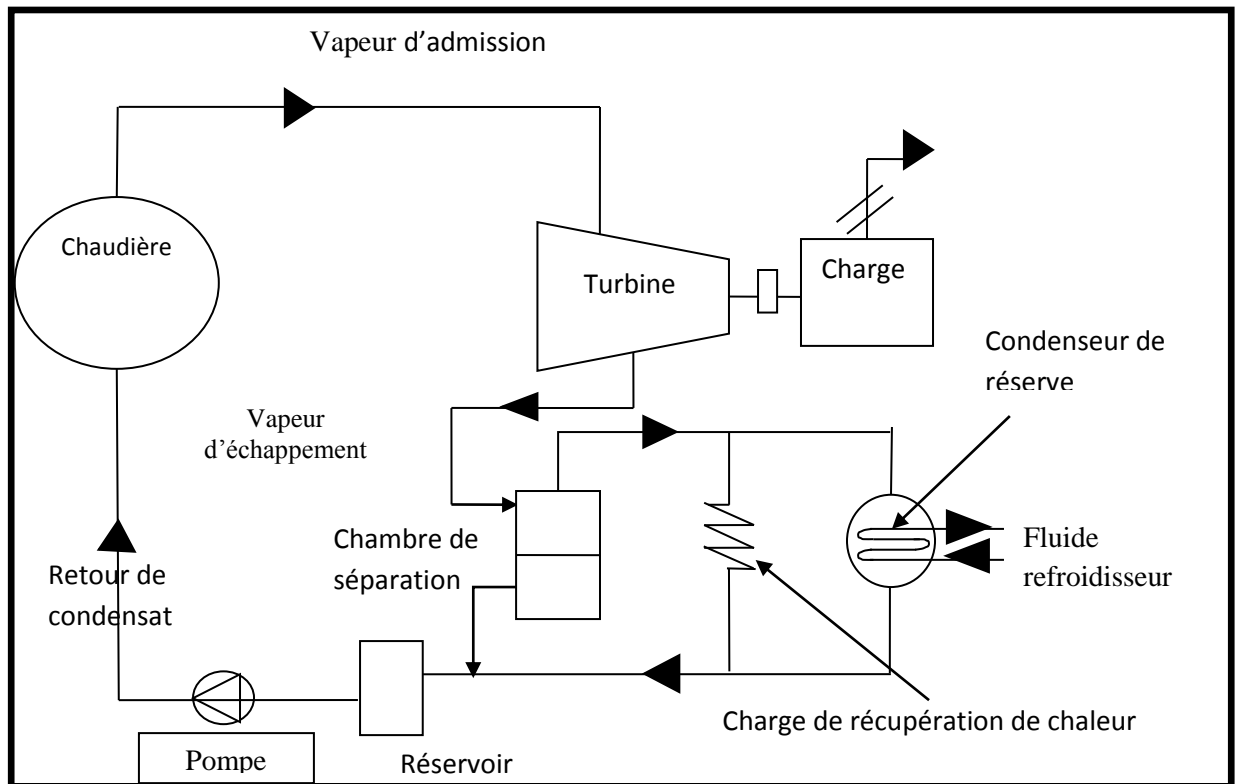 Vapeur d'admission
Chaudière
Turbine
Charge
Condenseur de
réserve
Vapeur
d'échappement
Chambre de
séparation
Fluide
refroidisseur
Retour de
condensat
Charge de récupération de chaleur
Pompe
Réservoir